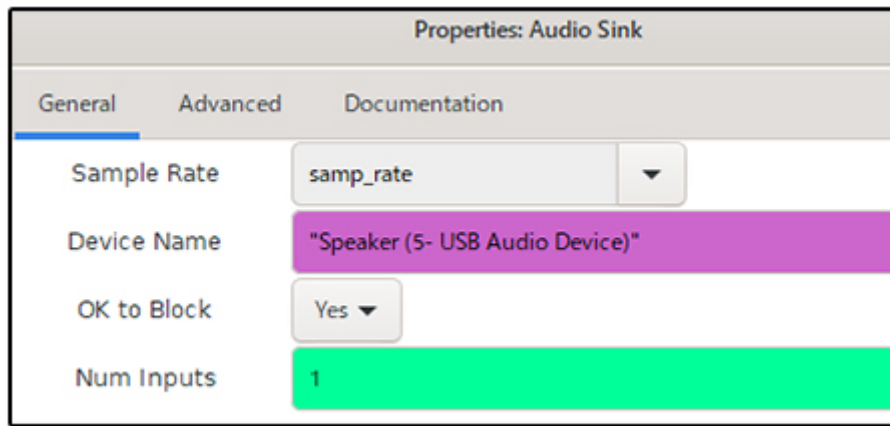 Properties: Audio Sink
General Advanced Documentation
Sample Rate samp_rate
Device Name "Speaker (5- USB Audio Device)"
OK to Block Yes
Num Inputs 1